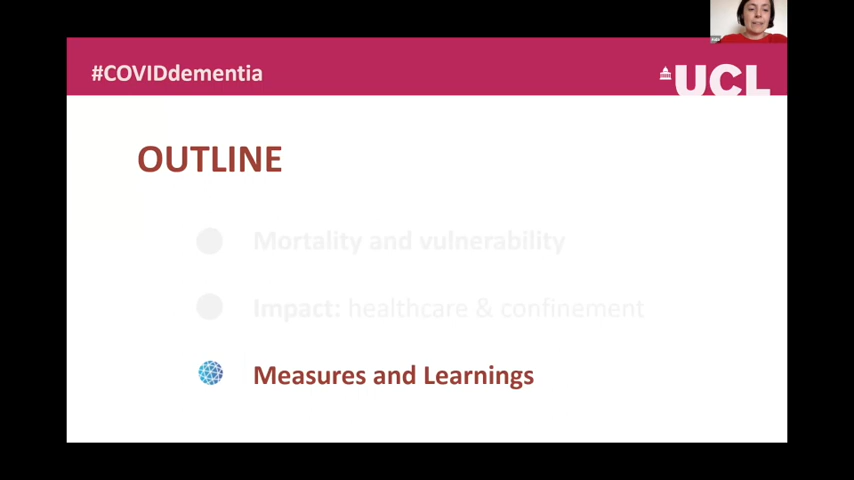 #COVIDdementia
UCL
OUTLINE
Mortality and vulnerability
Impact: healthcare & confinement
Measures and Learnings